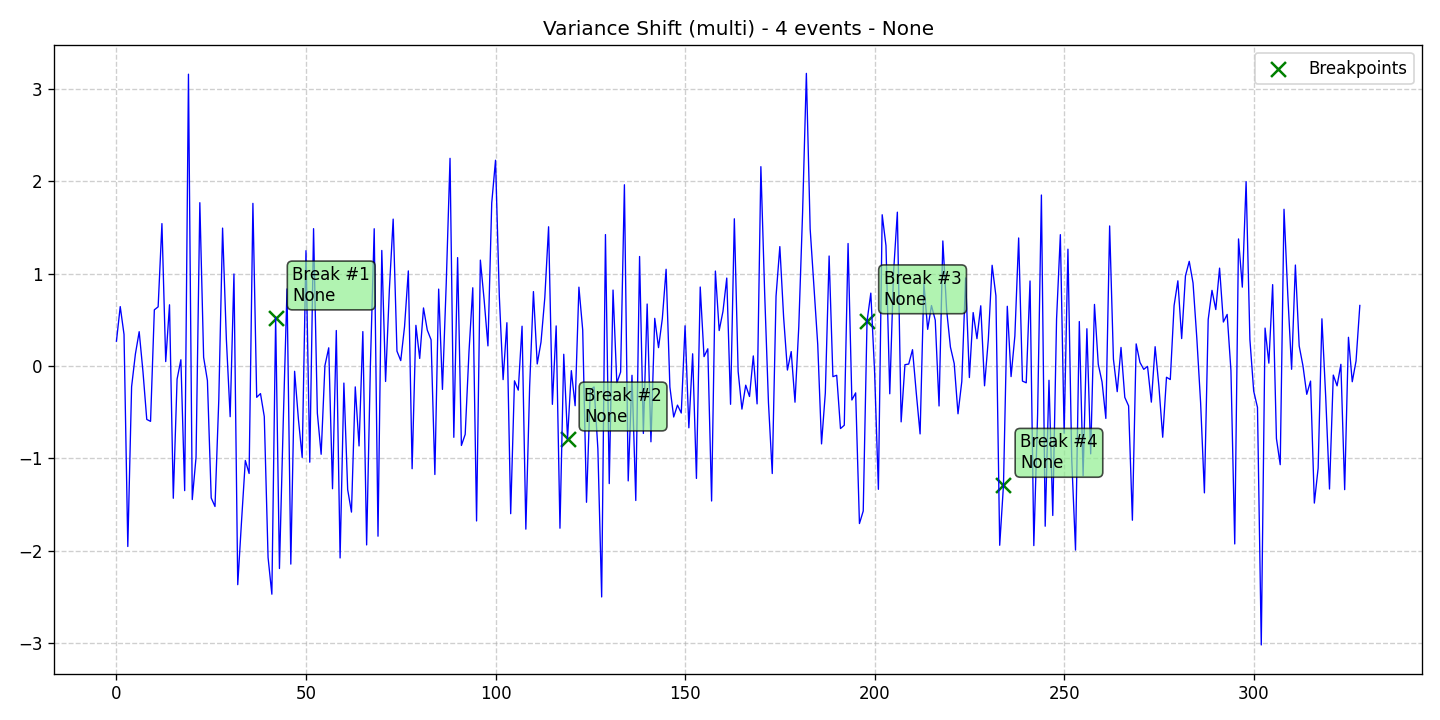 Variance Shift (multi) - 4 events - None
Breakpoints
3
2
1
0
−1
−2
−3
Break #1
None
Break #2
None
Break #3
None
Break #4
None
0 50 100 150 200 250 300